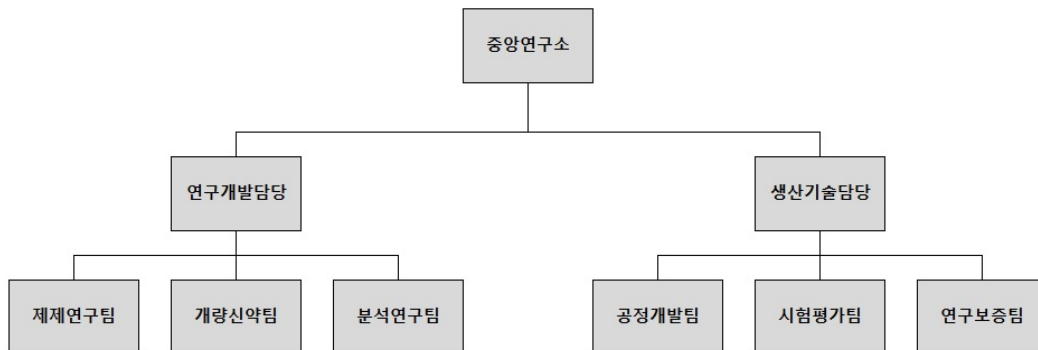 중앙연구소
연구개발담당
생산기술담당
제제연구팀
개량신약팀
분석연구팀
공정개발팀
시험평가팀
연구보증팀